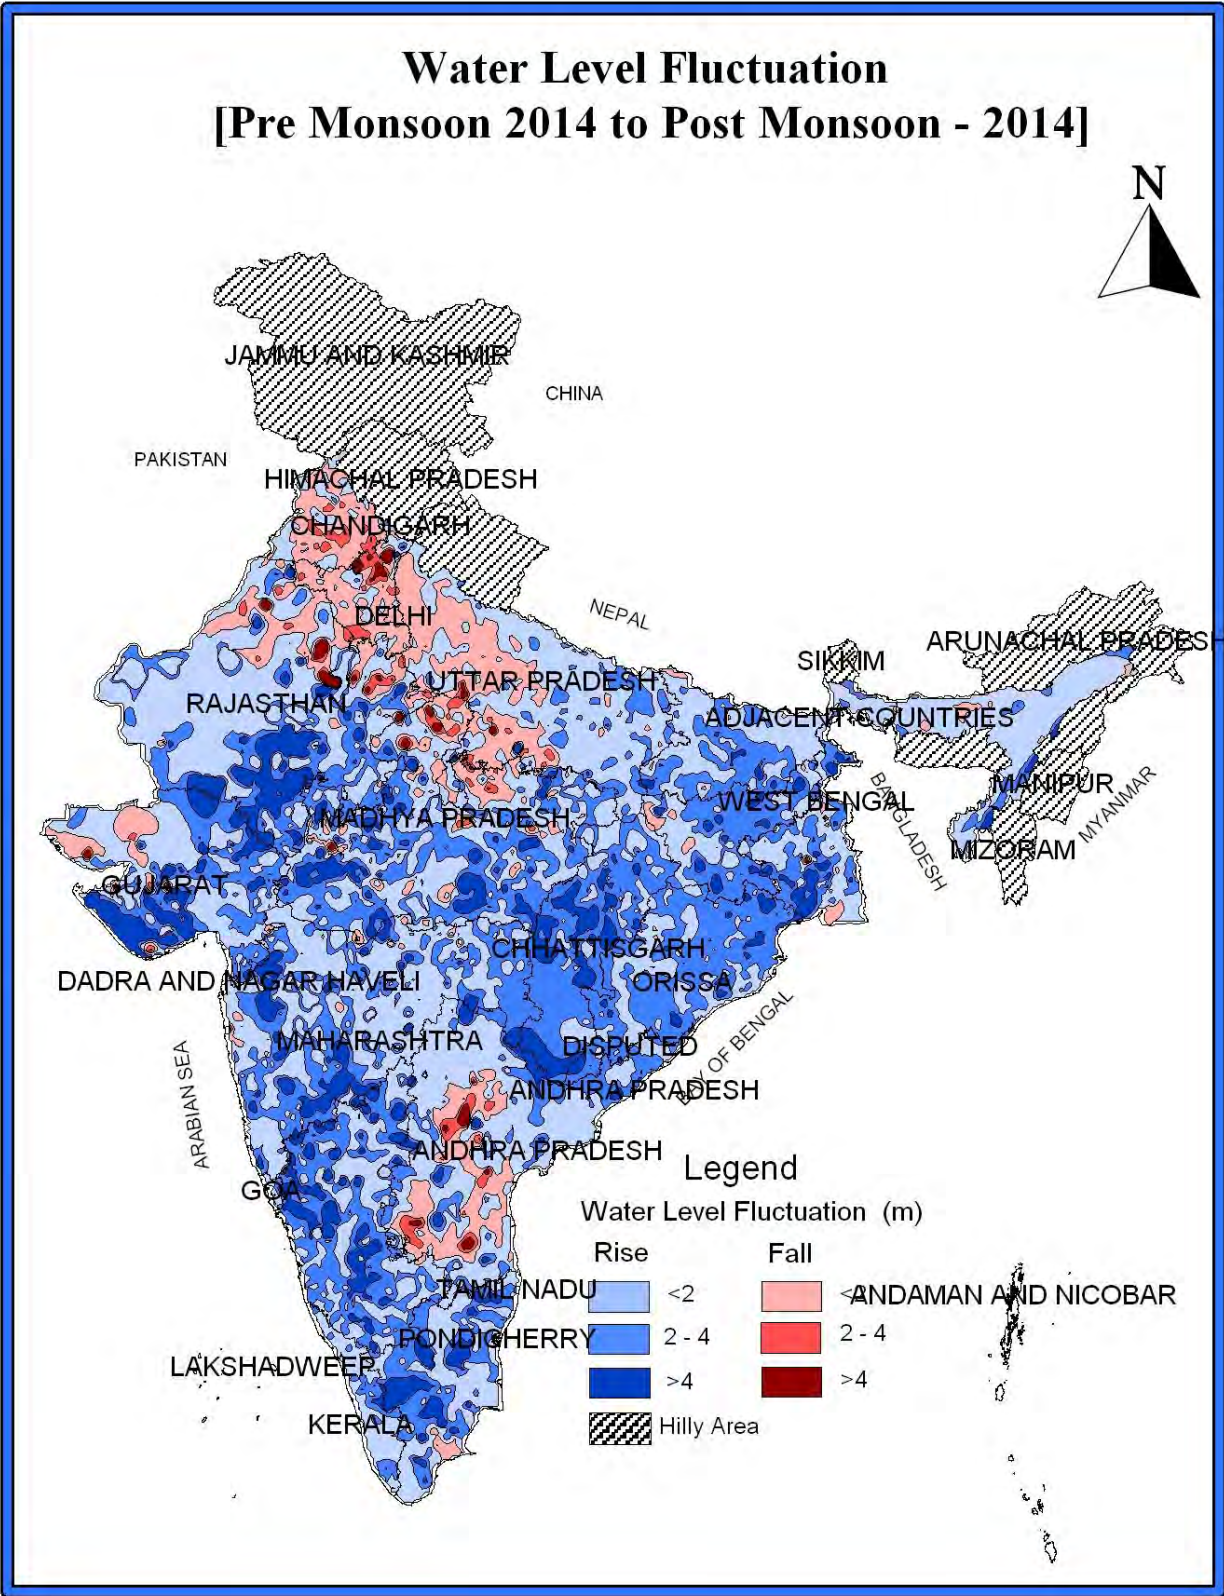 Water Level Fluctuation
[Pre Monsoon 2014 to Post Monsoon - 2014]
N
JAMMU AND KASHMIR
CHINA
PAKISTAN
HIMACHAL PRADESH
CHANDIGARH
NEPAL
DELHI
ARUNACHAL PRADESH
SIKKIM
UTTAR PRADESH
RAJASTHAN
ADJACENT COUNTRIES
MANIPUR
WEST BENGAL
BAGLADESH
MYANMAR
MADHYA PRADESH
MIZORAM
GUJARAT
CHHATTISGARH
DADRA AND NAGAR HAVELI
ORISSA
MAHARASHTRA
DISPUTED
BAY OF BENGAL
ARABIAN SEA
ANDHRA PRADESH
ANDHRA PRADESH
GOA
Legend
Water Level Fluctuation (m)
Rise Fall
TAMIL NADU
<2 ANDAMAN AND NICOBAR
PONDICHERRY
2 - 4 2 - 4
LAKSHADWEEP
>4 >4
KERALA
Hilly Area